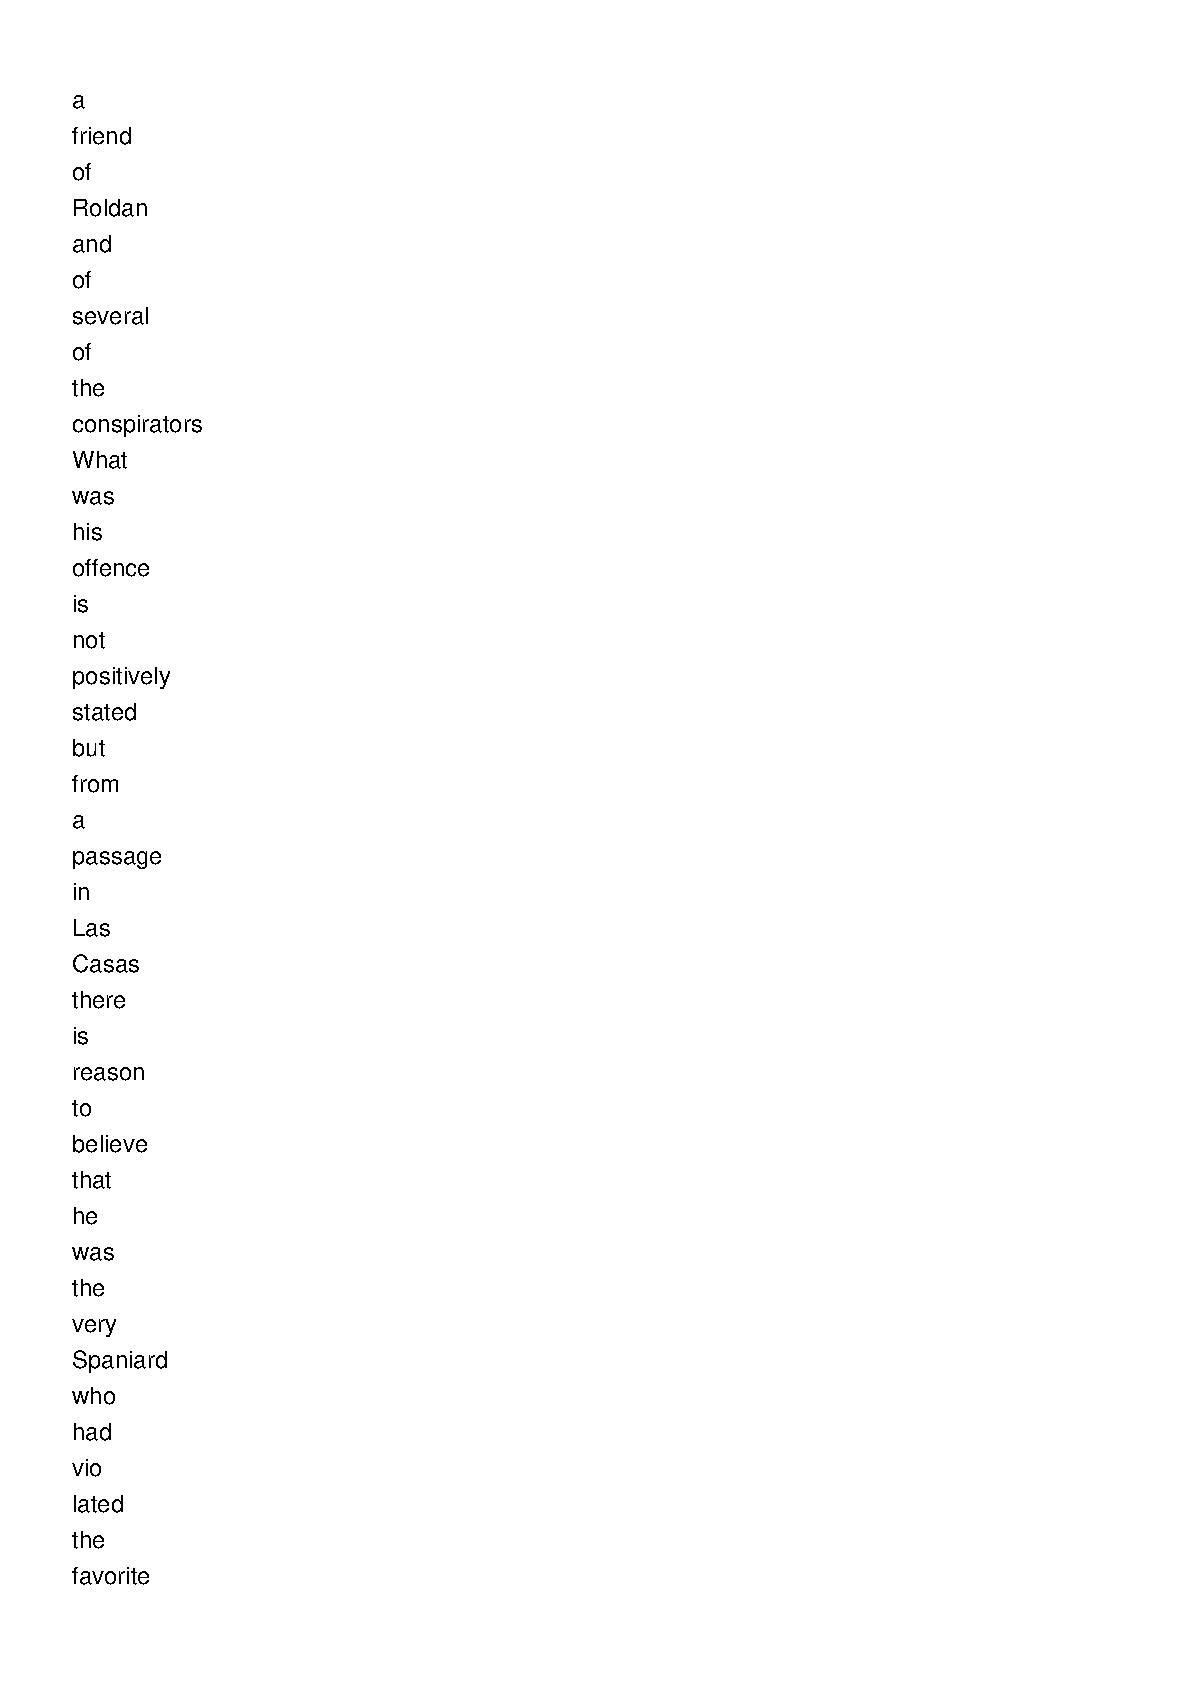 a
friend
of
Roldan
and
of
several
of
the
conspirators
What
was
his
offence
is
not
positively
stated
but
from
a
passage
in
Las
Casas
there
is
reason
to
believe
that
he
was
the
very
Spaniard
who
had
vio
lated
the
favorite